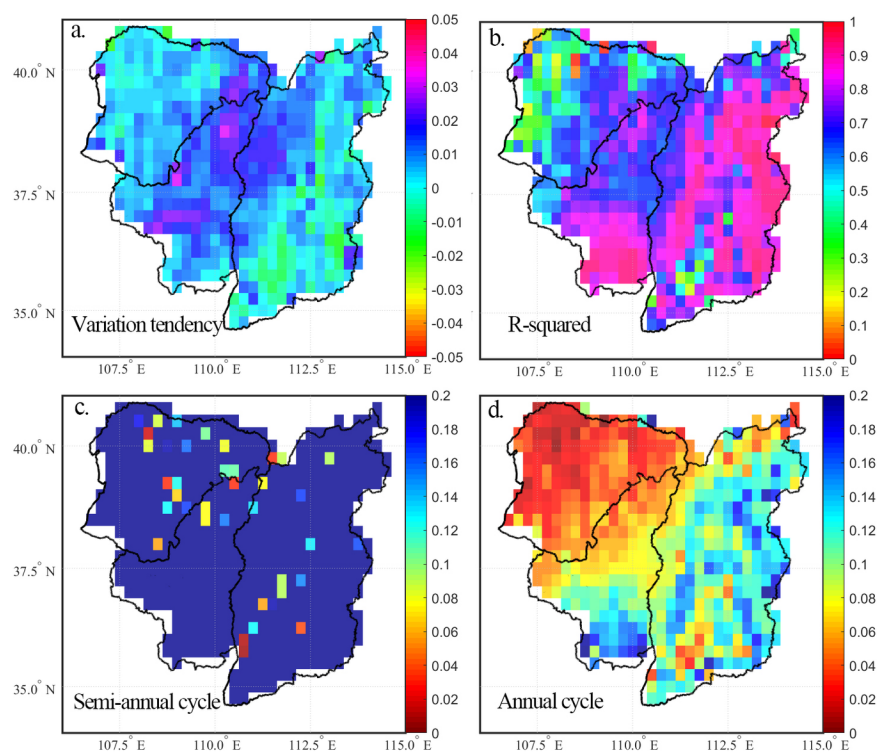 a.
40.0° N
37.5° N
35.0° N
107.5° E
110.0° E
112.5° E
115.0° E
Variation tendency
0.05
0.04
0.03
0.02
0.01
0
-0.01
-0.02
-0.03
-0.04
-0.05
b.
107.5° E
110.0° E
112.5° E
115.0° E
R-squared
1
0.9
0.8
0.7
0.6
0.5
0.4
0.3
0.2
0.1
0
c.
40.0° N
37.5° N
35.0° N
107.5° E
110.0° E
112.5° E
115.0° E
Semi-annual cycle
0.2
0.18
0.16
0.14
0.12
0.1
0.08
0.06
0.04
0.02
0
d.
107.5° E
110.0° E
112.5° E
115.0° E
Annual cycle
0.2
0.18
0.16
0.14
0.12
0.1
0.08
0.06
0.04
0.02
0